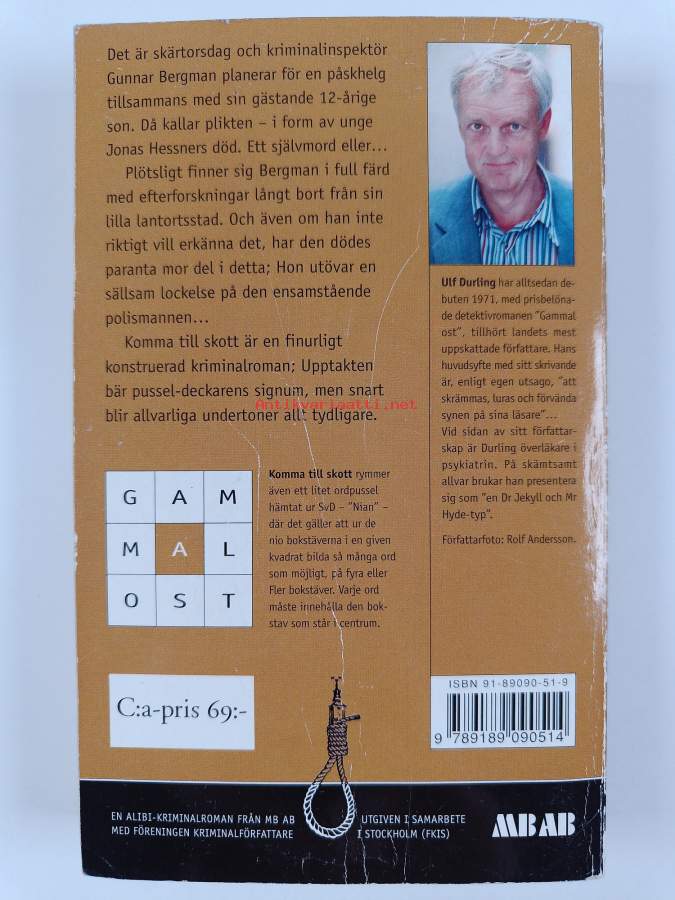 Det är skärtorsdag och kriminalinspektör
Gunnar Bergman planerar för en påskhelg
tillsammans med sin gästande 12-årige
son. Då kallar plikten – i form av unge
Jonas Hessners död. Ett självmord eller...
Plötsligt finner sig Bergman i full färd
med efterforskningar långt bort från sin
lilla lantortsstad. Och även om han inte
riktigt vill erkänna det, har den dödes
paranta mor del i detta; Hon utövar en
sällsam lockelse på den ensamstående
polismannen...
Komma till skott är en finurligt
konstruerad kriminalroman; Upptakten
bär pussel-deckarens signum, men snart
blir allvarliga undertoner allt tydligare.
Antikvariaatti.net
Ulf Durling har alltsedan de-
buten 1971, med prisbelöna-
de detektivromanen "Gammal
ost", tillhört landets mest
uppskattade författare. Hans
huvudsyfte med sitt skrivande
är, enligt egen utsago, "att
skrämmas, luras och förvända
synen på sina läsare"...
Vid sidan av sitt författar-
skap är Durling överläkare i
psykiatrin. På skämtsamt
allvar brukar han presentera
sig som "en Dr Jekyll och Mr
Hyde-typ".
Författarfoto: Rolf Andersson.
G A M
M A L
O S T
Komma till skott rymmer
även ett litet ordpussel
hämtat ur SvD – "Nian" –
där det gäller att ur de
nio bokstäverna i en given
kvadrat bilda så många ord
som möjligt, på fyra eller
Fler bokstäver. Varje ord
måste innehålla den bok-
stav som står i centrum.
C:a-pris 69:-
ISBN 91-89090-51-9
9 789189 090514
EN ALIBI-KRIMINALROMAN FRÅN MB AB
MED FÖRENINGEN KRIMINALFÖRFATTARE
UTGIVEN I SAMARBETE
I STOCKHOLM (FKIS)
MBAB